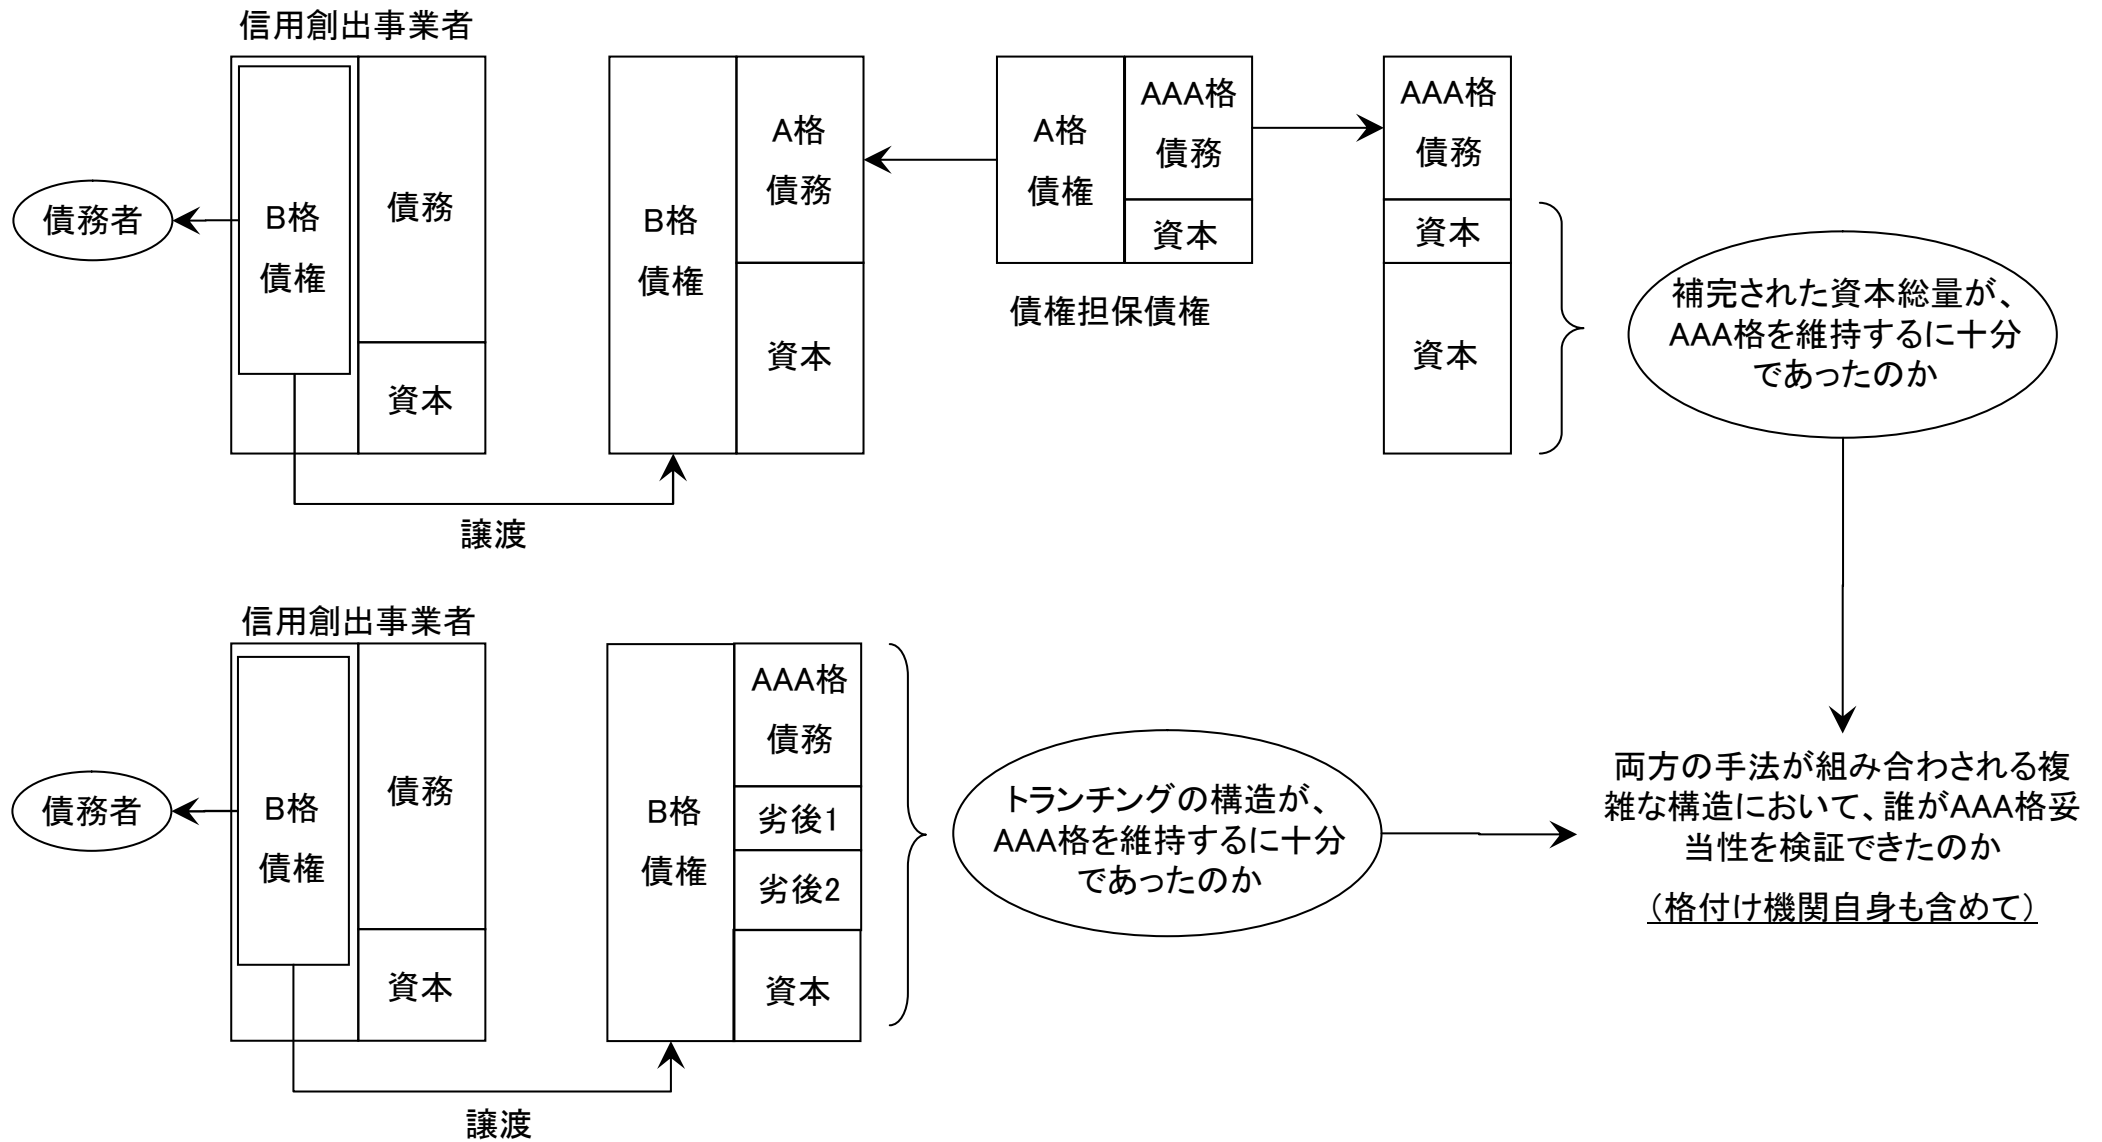 信用創出事業者
債務者
B格
債権
債務
資本
譲渡
B格
債権
A格
債務
資本
A格
債権
AAA格
債務
資本
債権担保債権
AAA格
債務
資本
資本
補完された資本総量が、
AAA格を維持するに十分
であったのか
信用創出事業者
債務者
B格
債権
債務
資本
譲渡
B格
債権
AAA格
債務
劣後1
劣後2
資本
トランチングの構造が、
AAA格を維持するに十分
であったのか
両方の手法が組み合わされる複
雑な構造において、誰がAAA格妥
当性を検証できたのか
（格付け機関自身も含めて）